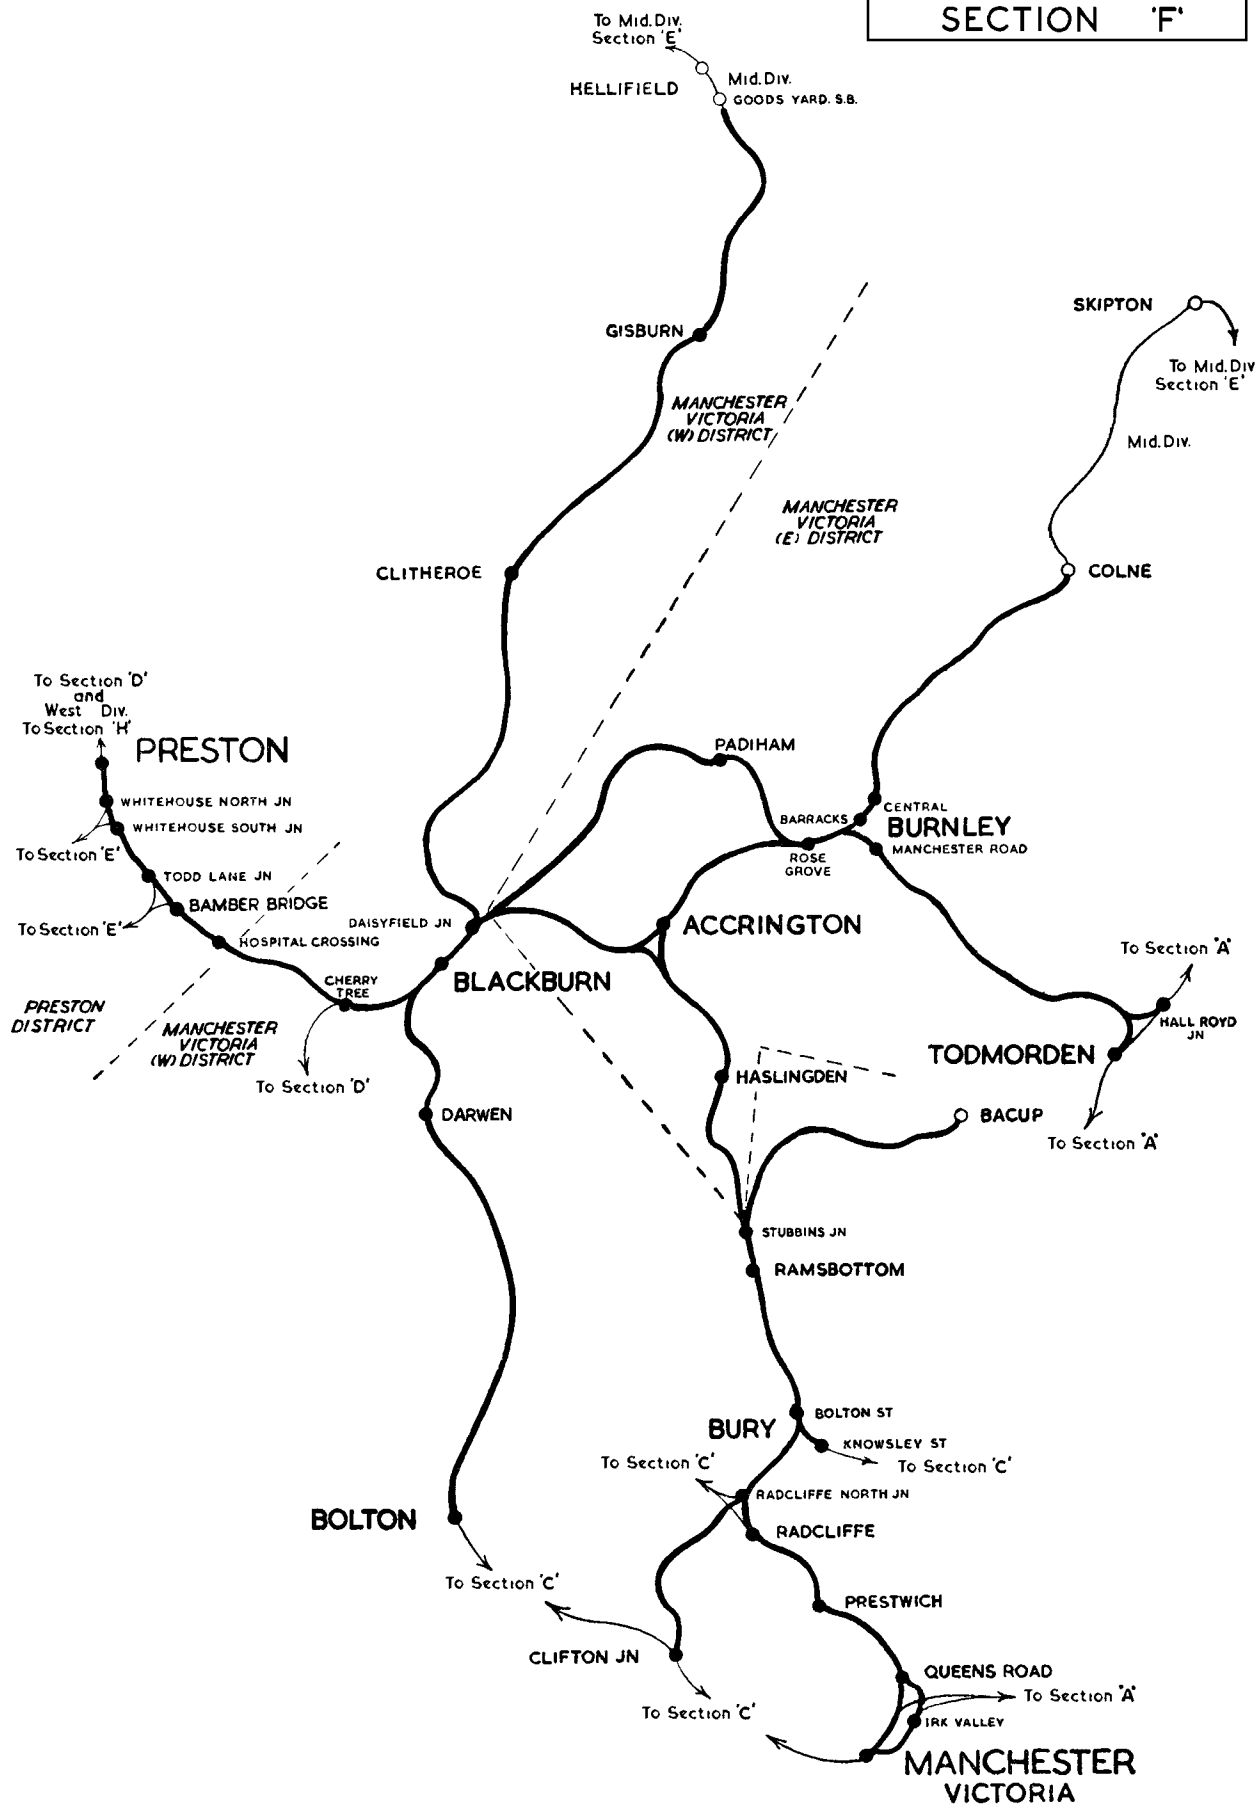 SECTION 'F'
To Mid. Div.
Section 'E'
Mid. Div.
HELLIFIELD
GOODS YARD. S.B.
SKIPTON
GISBURN
To Mid. Div
Section 'E'
MANCHESTER
VICTORIA
(W) DISTRICT
Mid. Div.
MANCHESTER
VICTORIA
(E) DISTRICT
CLITHEROE
COLNE
To Section 'D'
and
West Div.
To Section 'H'
PRESTON
PADIHAM
WHITEHOUSE NORTH JN
CENTRAL
BARRACKS
BURNLEY
WHITEHOUSE SOUTH JN
MANCHESTER ROAD
To Section 'E'
ROSE
GROVE
TODD LANE JN
BAMBER BRIDGE
DAISYFIELD JN
ACCRINGTON
To Section 'E'
HOSPITAL CROSSING
To Section 'A'
CHERRY
TREE
BLACKBURN
PRESTON
DISTRICT
MANCHESTER
VICTORIA
(W) DISTRICT
HALL ROYD
JN
TODMORDEN
To Section 'D'
HASLINGDEN
DARWEN
BACUP
To Section 'A'
STUBBINS JN
RAMSBOTTOM
BOLTON ST
BURY
KNOWSLEY ST
To Section 'C'
To Section 'C'
RADCLIFFE NORTH JN
BOLTON
RADCLIFFE
To Section 'C'
PRESTWICH
CLIFTON JN
QUEENS ROAD
To Section 'A'
To Section 'C'
IRK VALLEY
MANCHESTER
VICTORIA